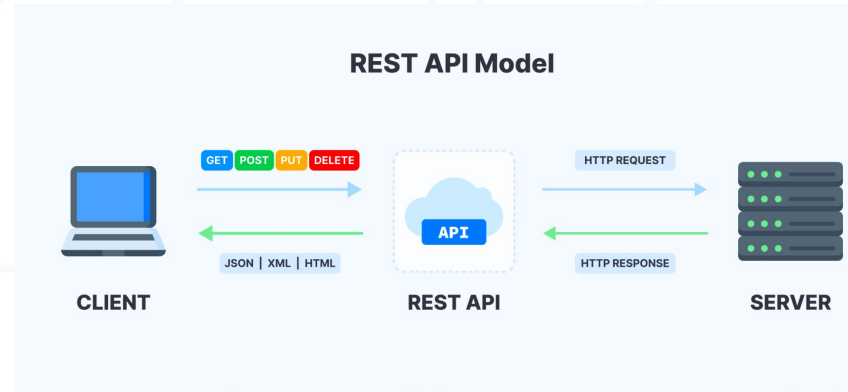 REST API Model
GET POST PUT DELETE
HTTP REQUEST
API
JSON | XML | HTML
HTTP RESPONSE
CLIENT
REST API
SERVER